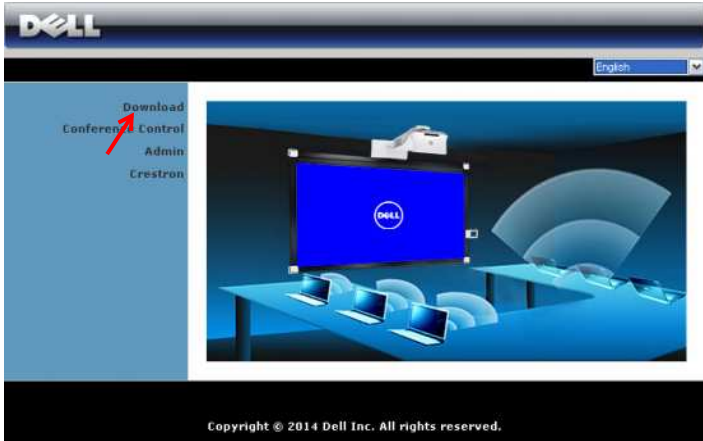 DELL
English
Download
Conference Control
Admin
Crestron
DELL
Copyright © 2014 Dell Inc. All rights reserved.